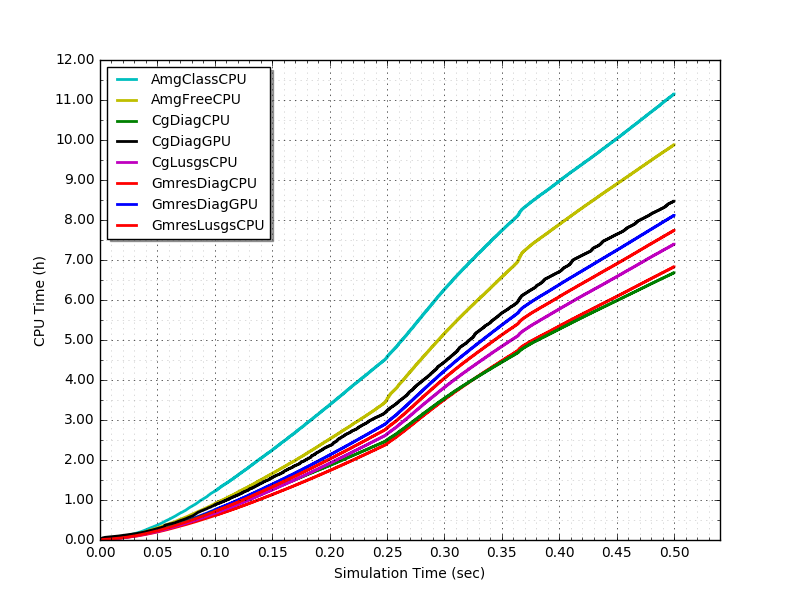 12.00
11.00
10.00
9.00
8.00
7.00
6.00
5.00
4.00
3.00
2.00
1.00
0.00
CPU Time (h)
AmgClassCPU
AmgFreeCPU
CgDiagCPU
CgDiagGPU
CgLusgsCPU
GmresDiagCPU
GmresDiagGPU
GmresLusgsCPU
0.00 0.05 0.10 0.15 0.20 0.25 0.30 0.35 0.40 0.45 0.50
Simulation Time (sec)